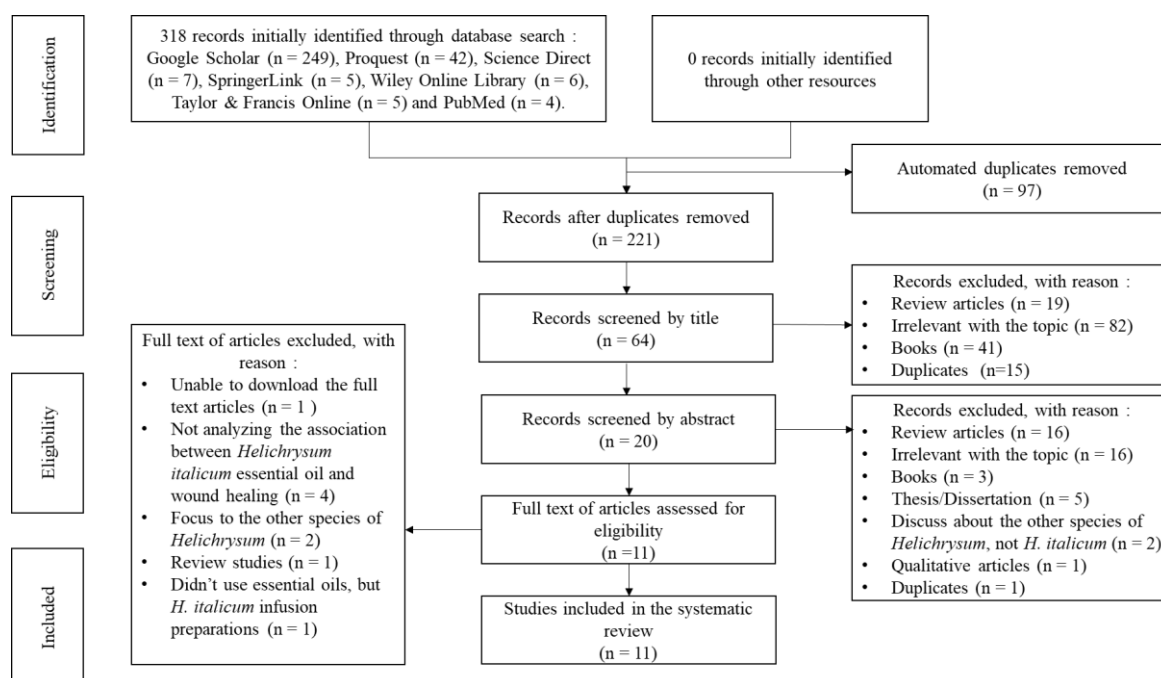 Identification
318 records initially identified through database search :
Google Scholar (n = 249), Proquest (n = 42), Science Direct
(n = 7), SpringerLink (n = 5), Wiley Online Library (n = 6),
Taylor & Francis Online (n = 5) and PubMed (n = 4).
0 records initially identified
through other resources
Automated duplicates removed
(n = 97)
Screening
Records after duplicates removed
(n = 221)
Records screened by title
(n = 64)
Records excluded, with reason :
• Review articles (n = 19)
• Irrelevant with the topic (n = 82)
• Books (n = 41)
• Duplicates (n=15)
Eligibility
Records screened by abstract
(n = 20)
Records excluded, with reason :
• Review articles (n = 16)
• Irrelevant with the topic (n = 16)
• Books (n = 3)
• Thesis/Dissertation (n = 5)
• Discuss about the other species of
Helichrysum, not H. italicum (n = 2)
• Qualitative articles (n = 1)
• Duplicates (n = 1)
Full text of articles assessed for
eligibility
(n =11)
Full text of articles excluded, with
reason :
• Unable to download the full
text articles (n = 1 )
• Not analyzing the association
between Helichrysum
italicum essential oil and
wound healing (n = 4)
• Focus to the other species of
Helichrysum (n = 2)
• Review studies (n = 1)
• Didn't use essential oils, but
H. italicum infusion
preparations (n = 1)
Included
Studies included in the systematic
review
(n = 11)